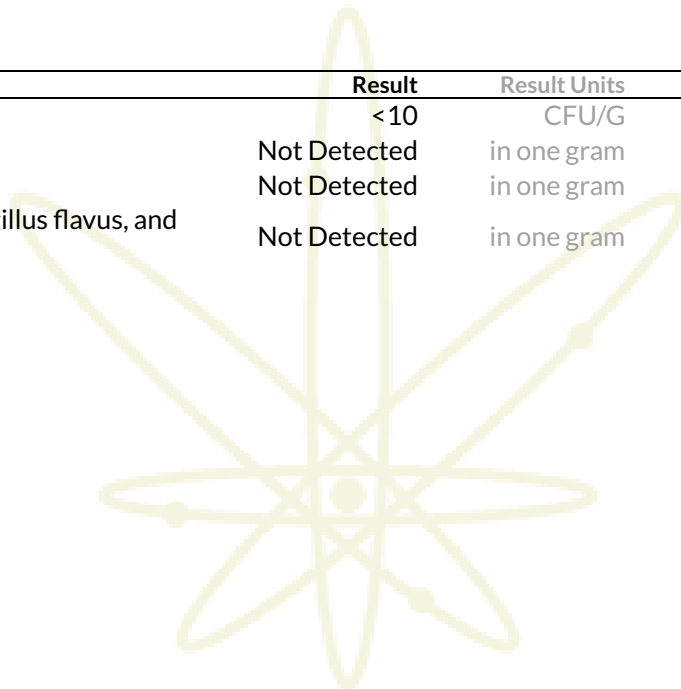 Result Result Units
<10 CFU/G
Not Detected in one gram
Not Detected in one gram
illus flavus, and
Not Detected in one gram